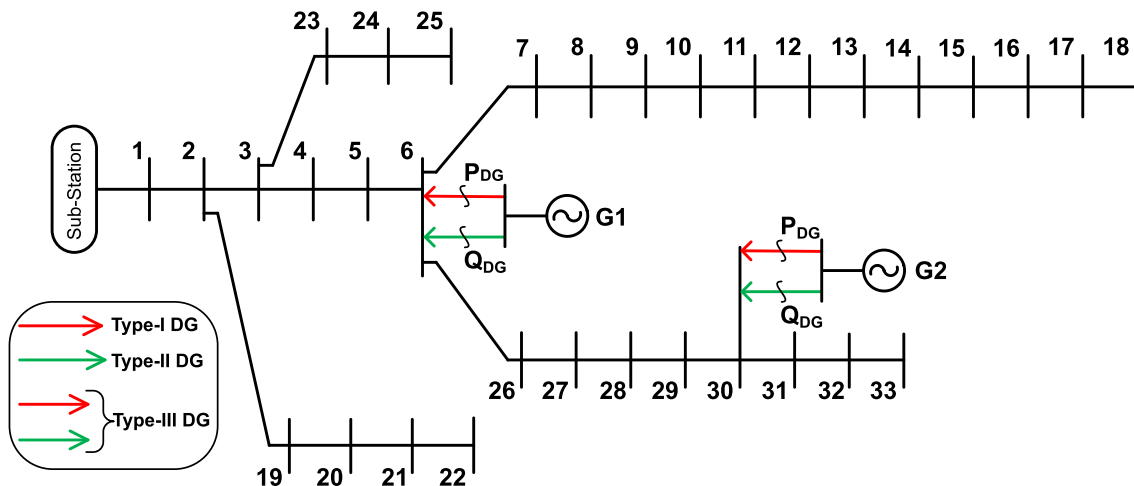 23 24 25
7 8 9 10 11 12 13 14 15 16 17 18
Sub-Station
1 2 3 4 5 6
PDG
G1
QDG
PDG
G2
QDG
Type-I DG
Type-II DG
Type-III DG
26 27 28 29 30 31 32 33
19 20 21 22